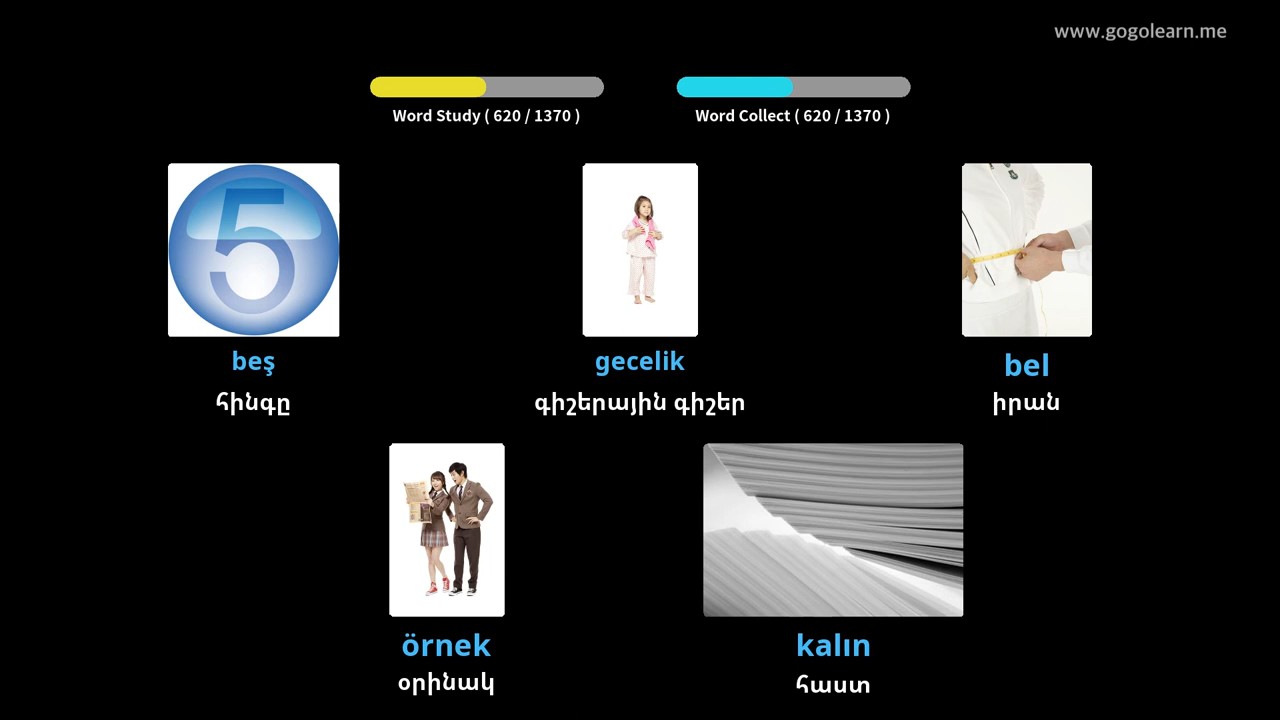 www.gogolearn.me
Word Study ( 620 / 1370 )
Word Collect ( 620 / 1370 )
5
beş
հինգը
gecelik
գիշերային գիշեր
bel
իրան
örnek
օրինակ
kalın
հաստ